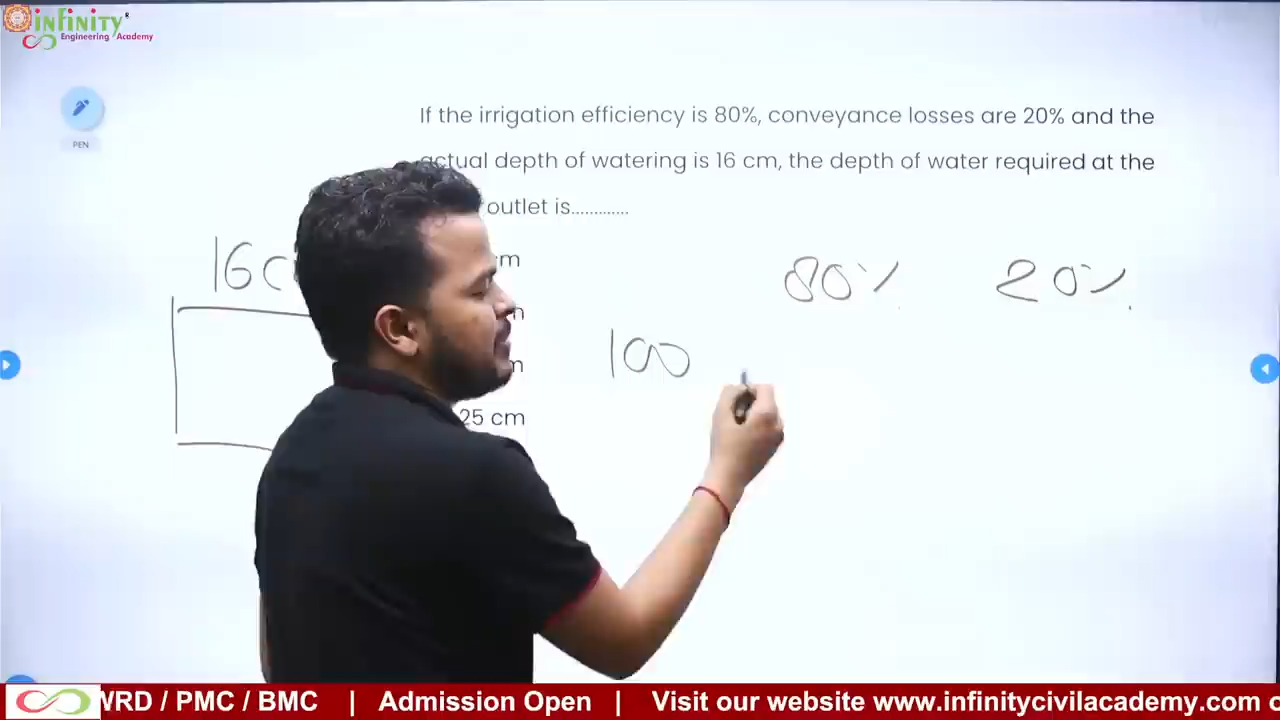 infinity
Engineering Academy
PEN
If the irrigation efficiency is 80%, conveyance losses are 20% and the
actual depth of watering is 16 cm, the depth of water required at the
outlet is.............
16c
cm
80% 20%
100
25 cm
WRD / PMC / BMC | Admission Open | Visit our website www.infinitycivilacademy.com